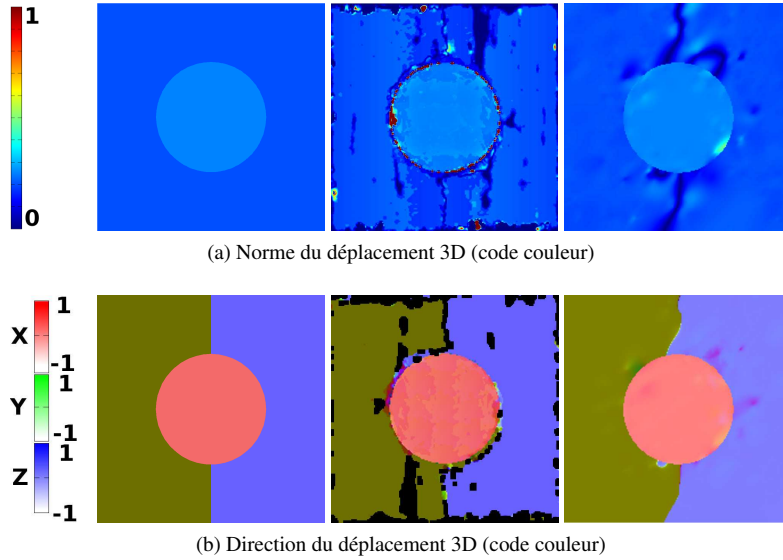 1
0
(a) Norme du déplacement 3D (code couleur)
X
1
-1
Y
1
-1
Z
1
-1
(b) Direction du déplacement 3D (code couleur)